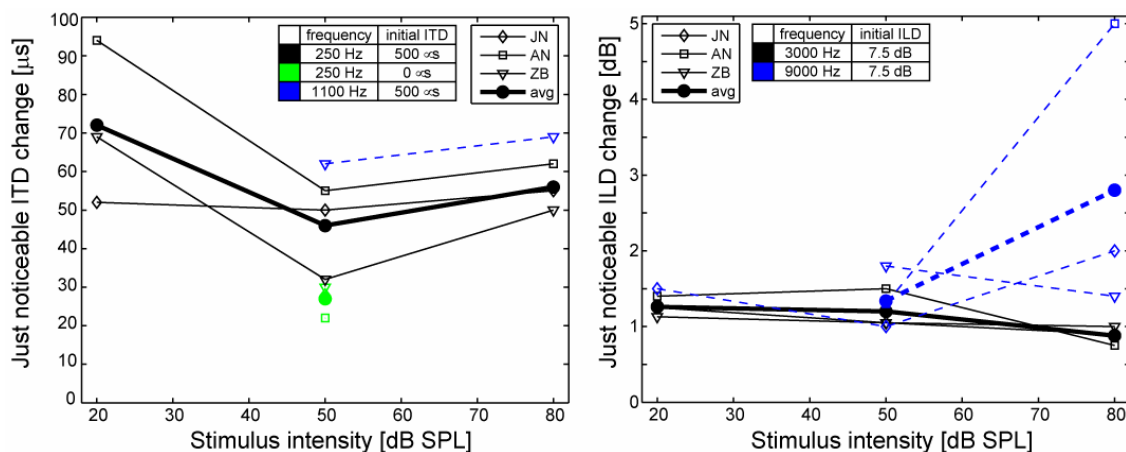 Just noticeable ITD change [µs]
100
90
80
70
60
50
40
30
20
10
0
20 30 40 50 60 70 80
Stimulus intensity [dB SPL]
frequency initial ITD
250 Hz 500 ∝s
250 Hz 0 ∝s
1100 Hz 500 ∝s
JN
AN
ZB
avg
Just noticeable ILD change [dB]
5
4
3
2
1
0
20 30 40 50 60 70 80
Stimulus intensity [dB SPL]
JN
AN
ZB
avg
frequency initial ILD
3000 Hz 7.5 dB
9000 Hz 7.5 dB